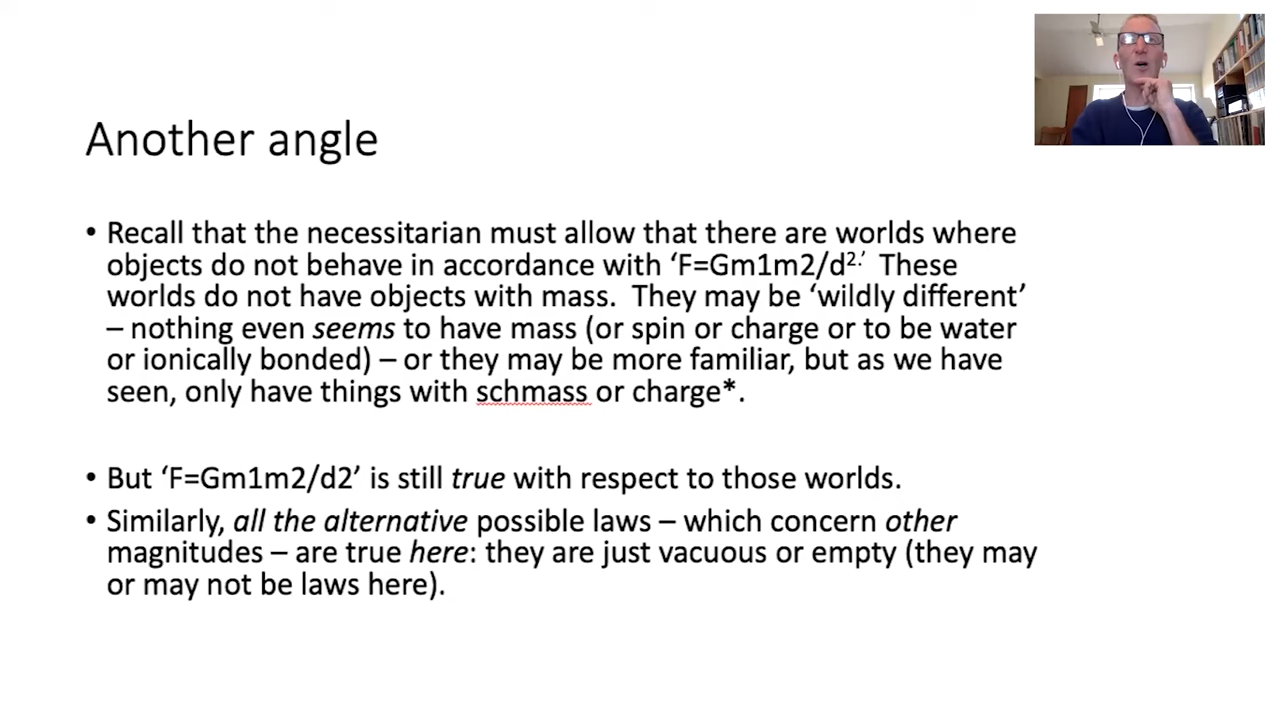 Another angle
• Recall that the necessitarian must allow that there are worlds where
objects do not behave in accordance with ‘F=Gm1m2/d².’ These
worlds do not have objects with mass. They may be ‘wildly different’
– nothing even seems to have mass (or spin or charge or to be water
or ionically bonded) – or they may be more familiar, but as we have
seen, only have things with schmass or charge*.
• But ‘F=Gm1m2/d2’ is still true with respect to those worlds.
• Similarly, all the alternative possible laws – which concern other
magnitudes – are true here: they are just vacuous or empty (they may
or may not be laws here).